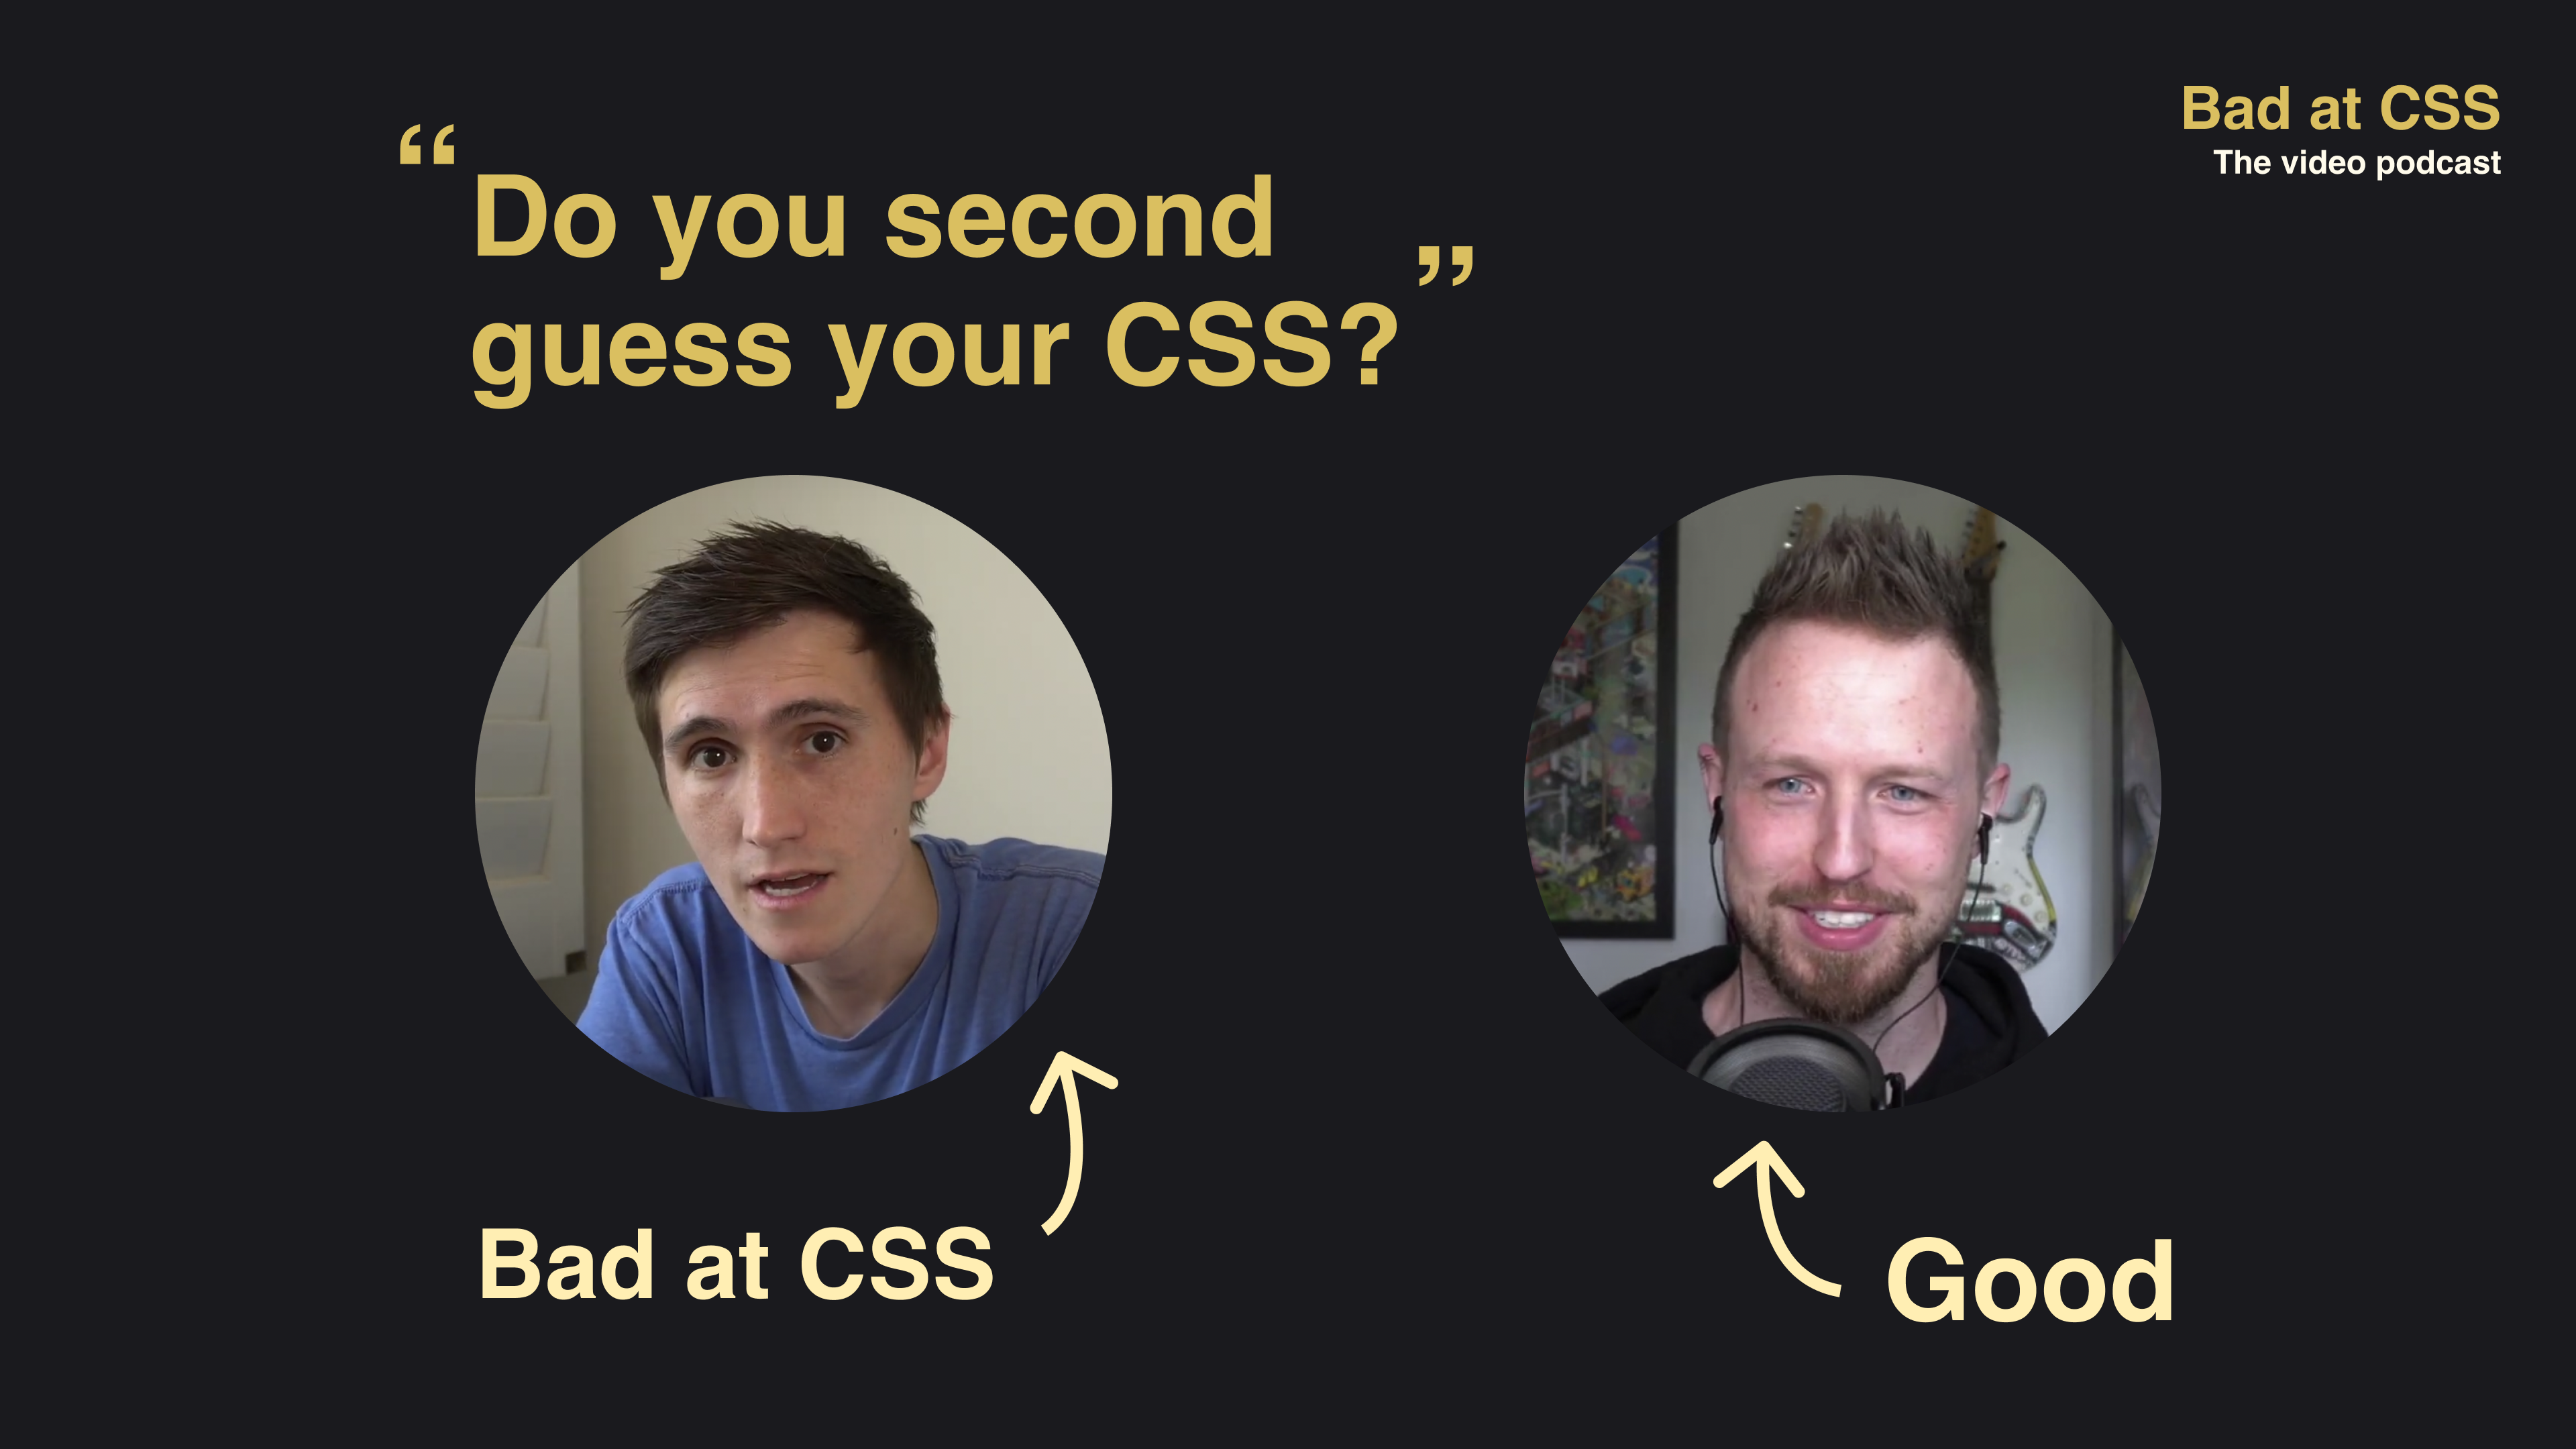 Bad at CSS
The video podcast
“Do you second
guess your CSS?”
Bad at CSS
Good